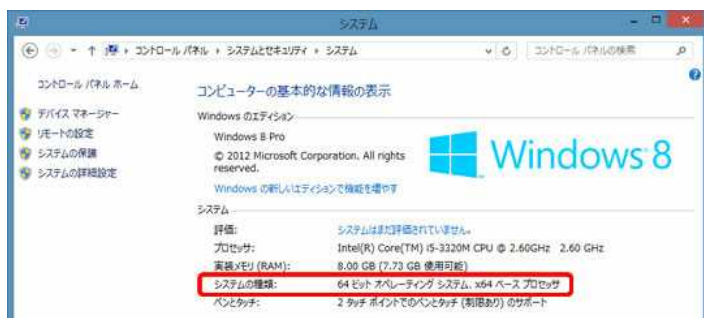 システム
コントロール パネル ▸ システムとセキュリティ ▸ システム
コントロール パネルの検索
コントロール パネル ホーム
デバイス マネージャー
リモートの設定
システムの保護
システムの詳細設定
コンピューターの基本的な情報の表示
Windows のエディション
Windows 8 Pro
© 2012 Microsoft Corporation. All rights
reserved.
Windows の新しいエディションで機能を増やす
Windows 8
システム
評価: システムはまだ評価されていません。
プロセッサ: Intel(R) Core(TM) i5-3320M CPU @ 2.60GHz 2.60 GHz
実装メモリ (RAM): 8.00 GB (7.73 GB 使用可能)
システムの種類: 64 ビット オペレーティング システム、x64 ベース プロセッサ
ペンとタッチ: 2 タッチ ポイントでのペンとタッチ (制限あり) のサポート